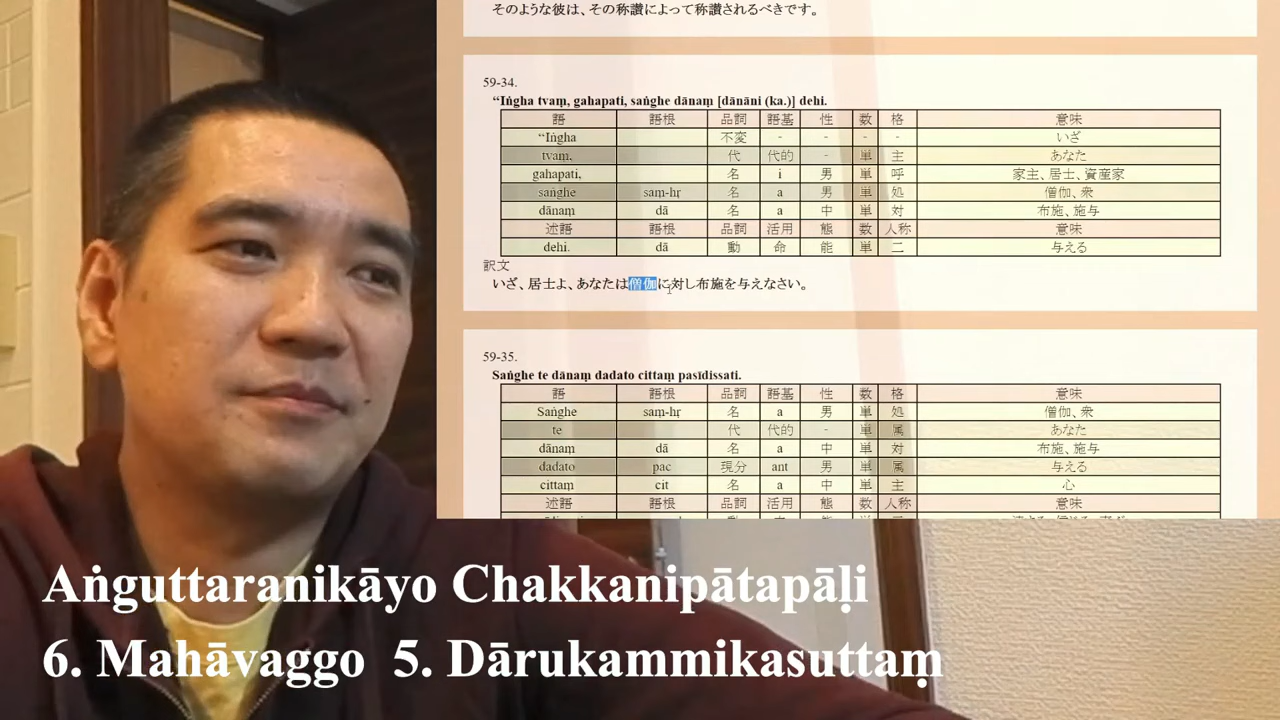 そのような彼は、その称讃によって称讃されるべきです。
59-34.
“Iṅgha tvaṃ, gahapati, saṅghe dānaṃ [dānāni (ka.)] dehi.
語 語根 品詞 語基 性 数 格 意味
“Iṅgha 不変 - - - - いざ
tvaṃ, 代 代的 - 単 主 あなた
gahapati, 名 i 男 単 呼 家主、居士、資産家
saṅghe saṃ-hṛ 名 a 男 単 処 僧伽、衆
dānaṃ dā 名 a 中 単 対 布施、施与
述語 語根 品詞 活用 態 数 人称 意味
dehi. dā 動 命 能 単 二 与える
訳文
いざ、居士よ、あなたは僧伽に対し布施を与えなさい。
59-35.
Saṅghe te dānaṃ dadato cittaṃ pasīdissati.
語 語根 品詞 語基 性 数 格 意味
Saṅghe saṃ-hṛ 名 a 男 単 処 僧伽、衆
te 代 代的 - 単 属 あなた
dānaṃ dā 名 a 中 単 対 布施、施与
dadato pac 現分 ant 男 単 属 与える
cittaṃ cit 名 a 中 単 主 心
述語 語根 品詞 活用 態 数 人称 意味
Aṅguttaranikāyo Chakkanipātapāḷi
6. Mahāvaggo 5. Dārukammikasuttaṃ